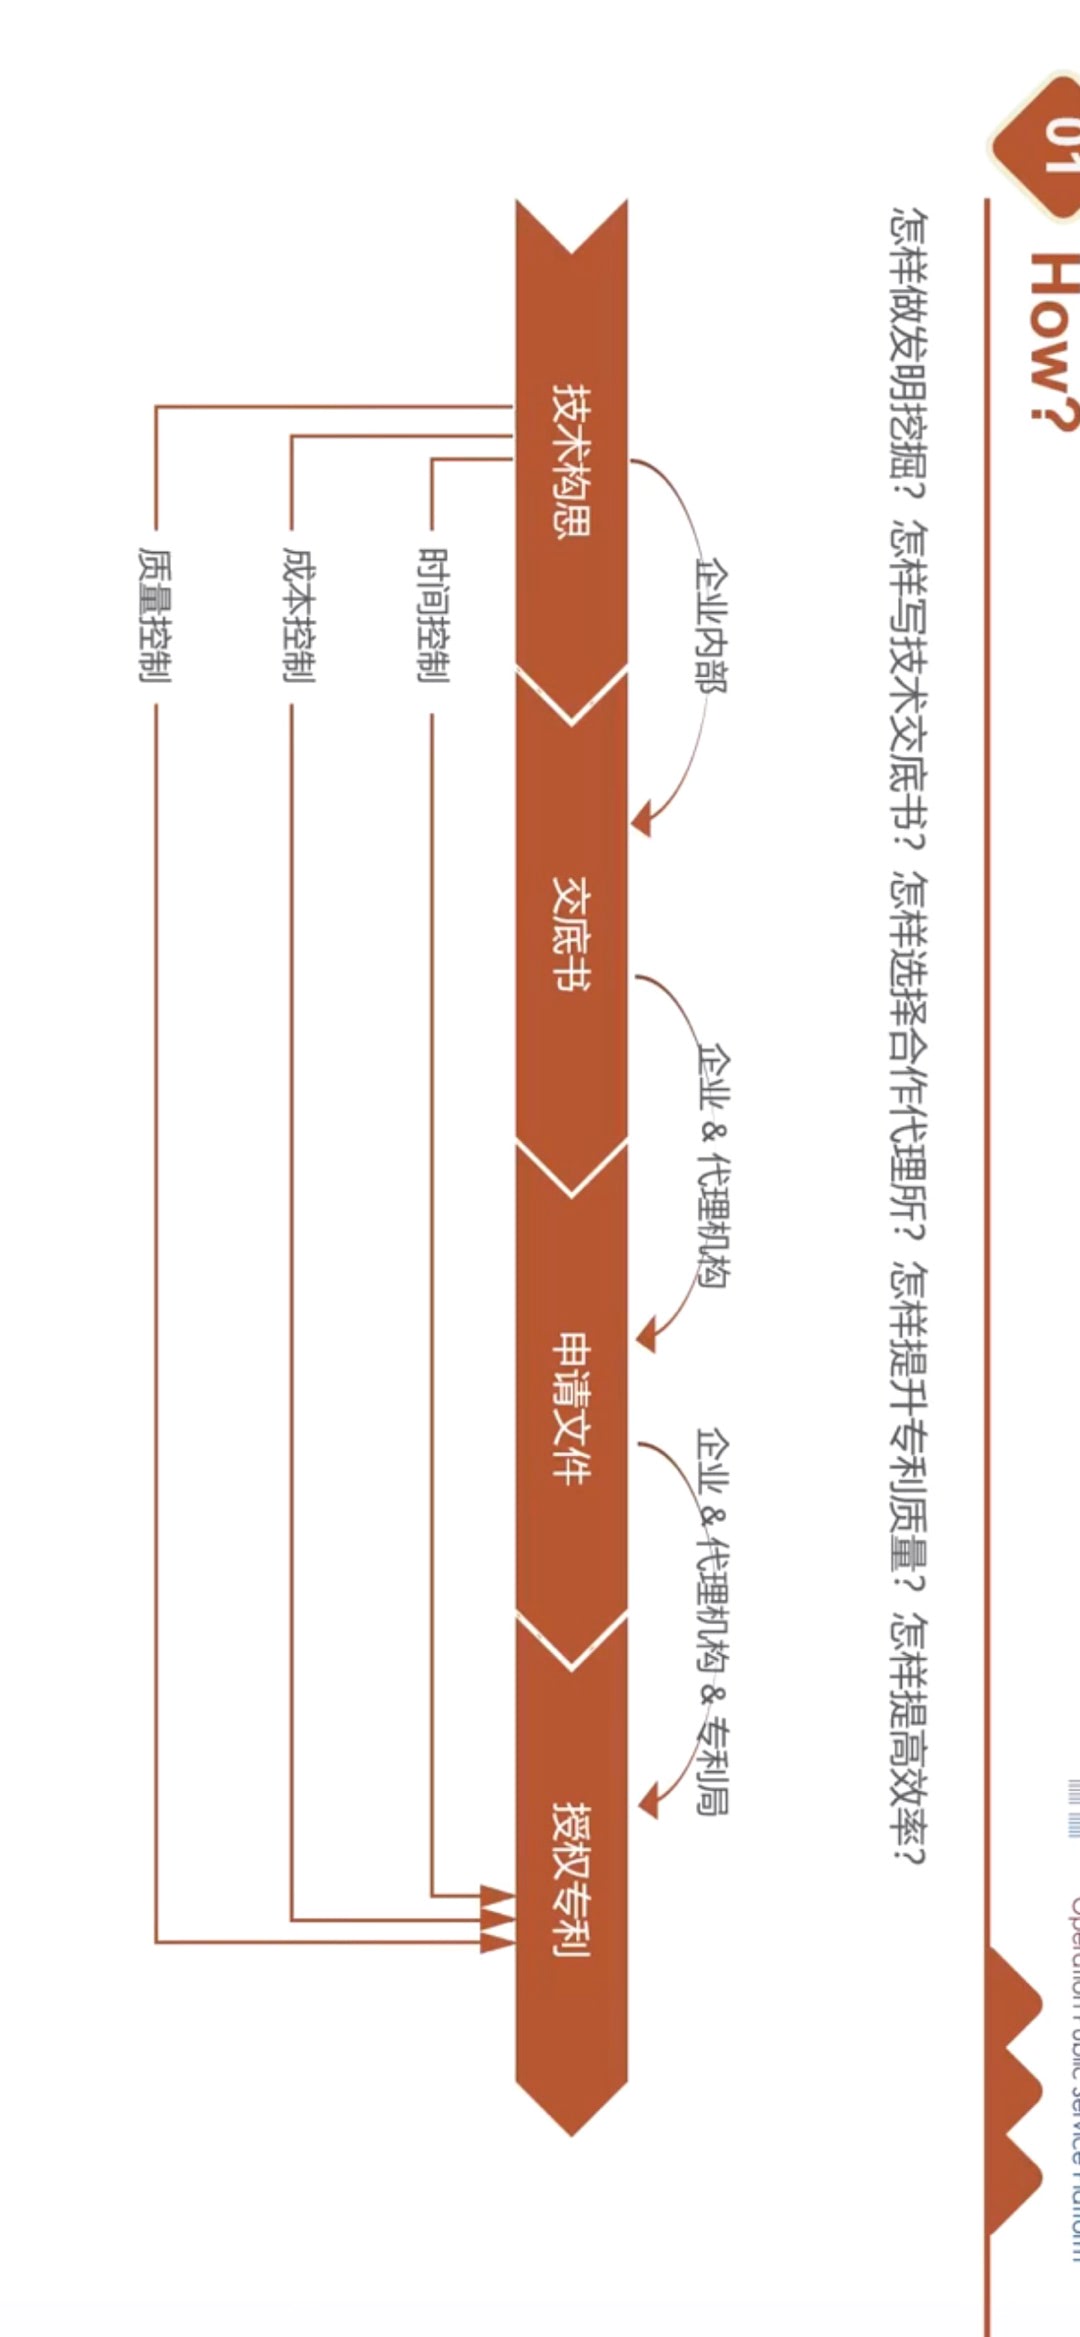 01
How?
怎样做发明挖掘？怎样写技术交底书？怎样选择合作代理所？怎样提升专利质量？怎样提高效率？
企业内部
企业 & 代理机构
企业 & 代理机构 & 专利局
技术构思
交底书
申请文件
授权专利
时间控制
成本控制
质量控制